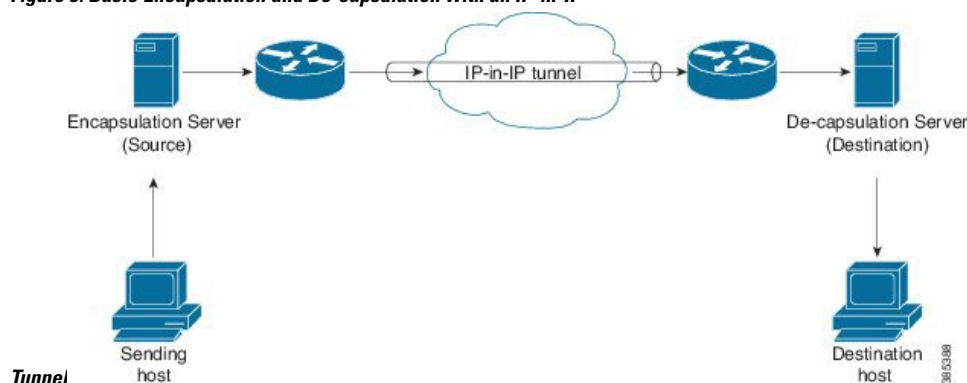 IP-in-IP tunnel
Encapsulation Server
(Source)
De-capsulation Server
(Destination)
Sending
host
Destination
host
Tunnel
385388